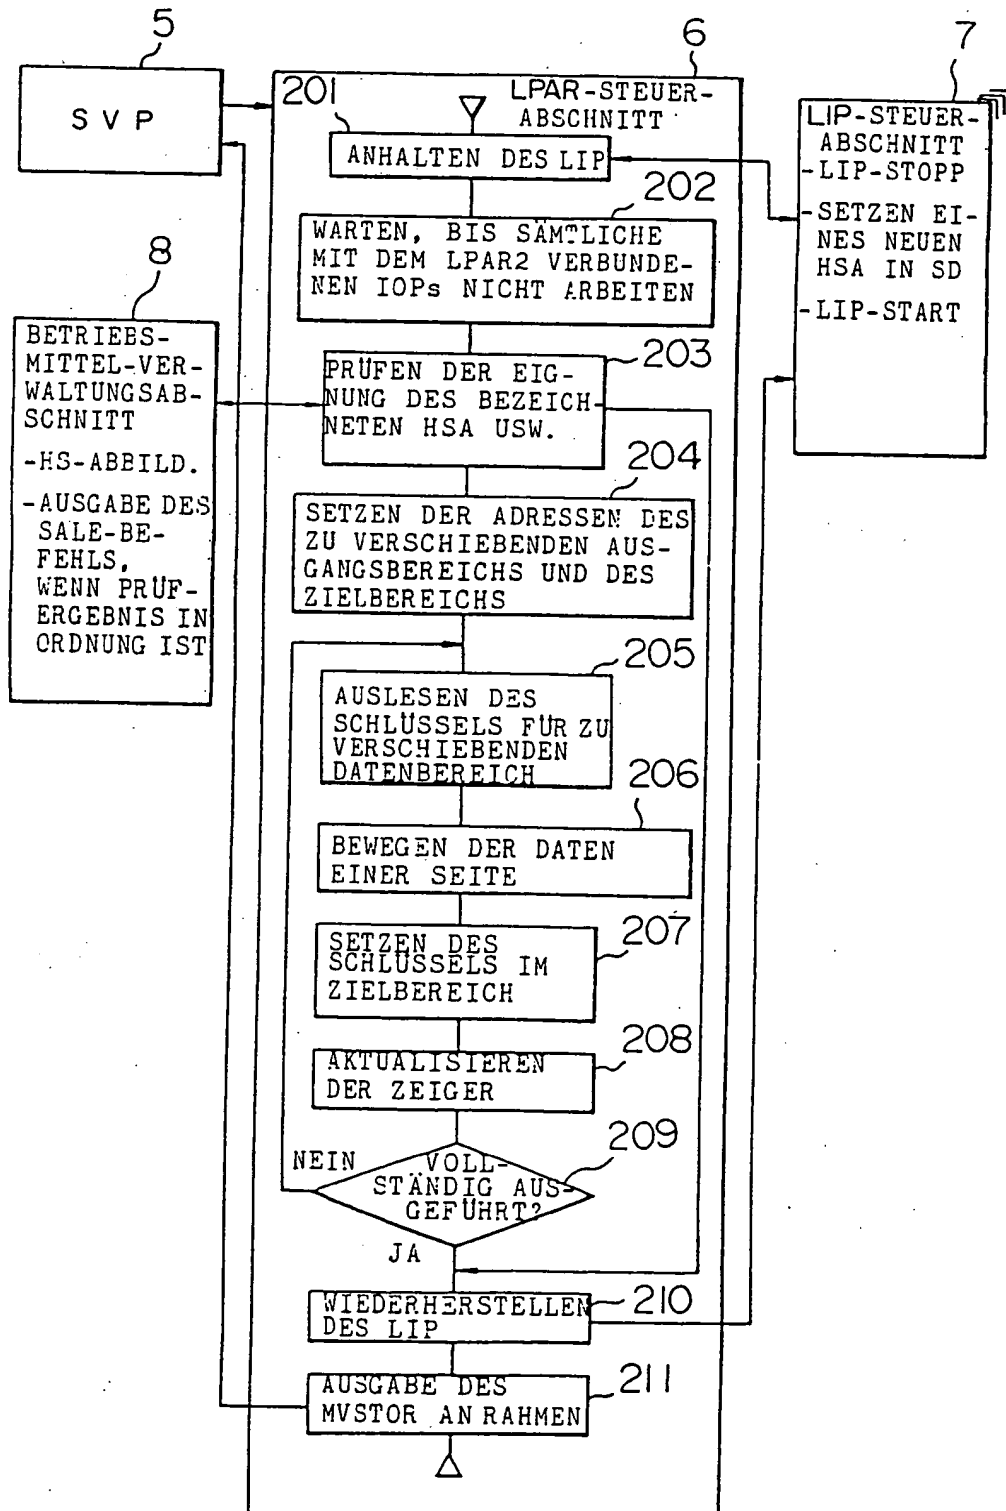 5
SVP
6
LPAR-STEUER-
ABSCHNITT
201
ANHALTEN DES LIP
202
WARTEN, BIS SÄMTLICHE
MIT DEM LPAR2 VERBUNDE-
NEN IOPs NICHT ARBEITEN
203
PRÜFEN DER EIG-
NUNG DES BEZEICH-
NETEN HSA USW.
204
SETZEN DER ADRESSEN DES
ZU VERSCHIEBENDEN AUS-
GANGSBEREICHS UND DES
ZIELBEREICHS
205
AUSLESEN DES
SCHLÜSSELS FÜR ZU
VERSCHIEBENDEN
DATENBEREICH
206
BEWEGEN DER DATEN
EINER SEITE
207
SETZEN DES
SCHLÜSSELS IM
ZIELBEREICH
208
AKTUALISIEREN
DER ZEIGER
209
NEIN
VOLL-
STÄNDIG AUS-
GEFÜHRT?
JA
210
WIEDERHERSTELLEN
DES LIP
211
AUSGABE DES
MVSTOR AN RAHMEN
7
LIP-STEUER-
ABSCHNITT
-LIP-STOPP
-SETZEN EI-
NES NEUEN
HSA IN SD
-LIP-START
8
BETRIEBS-
MITTEL-VER-
WALTUNGSAB-
SCHNITT
-HS-ABBILD.
-AUSGABE DES
SALE-BE-
FEHLS,
WENN PRÜF-
ERGEBNIS IN
ORDNUNG IST